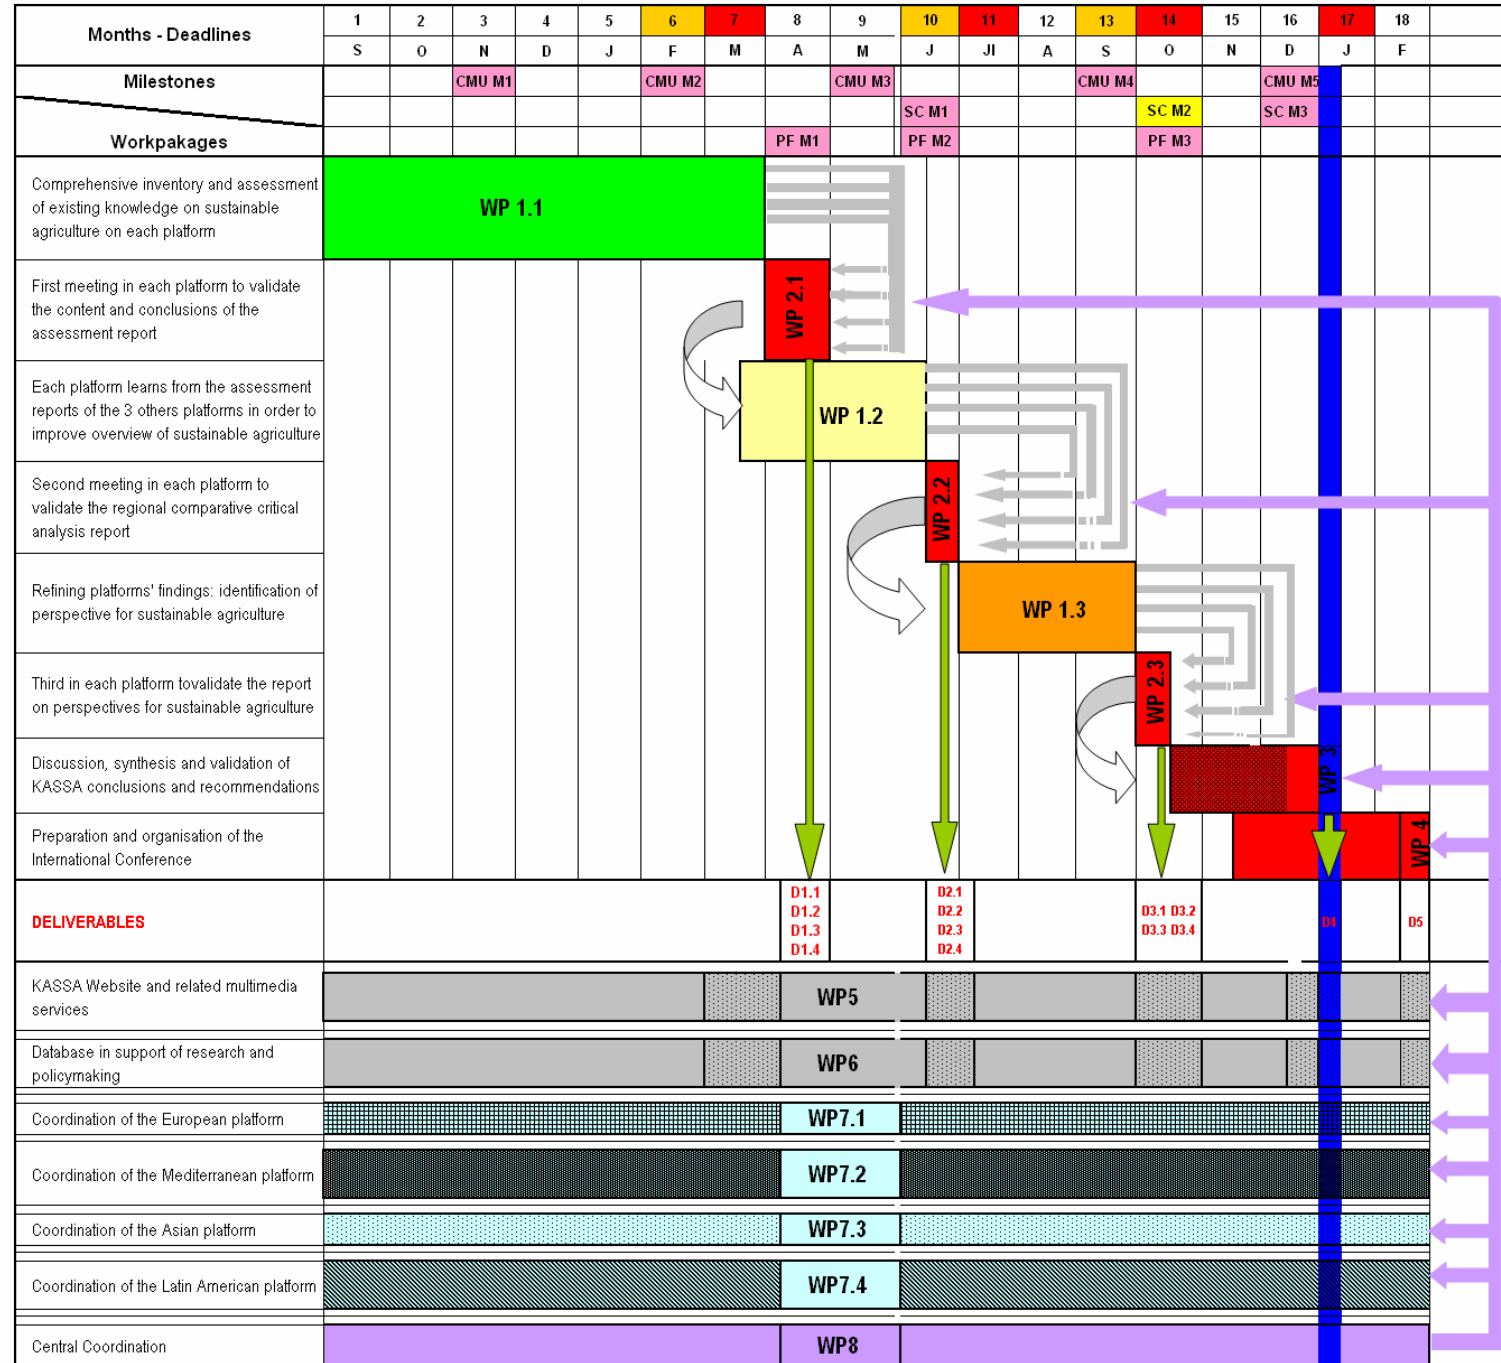 Months - Deadlines 1 2 3 4 5 6 7 8 9 10 11 12 13 14 15 16 17 18
S O N D J F M A M J Jl A S O N D J F
Milestones CMU M1 CMU M2 CMU M3 CMU M4 CMU M5
SC M1 SC M2 SC M3
Workpakages PF M1 PF M2 PF M3
Comprehensive inventory and assessment
of existing knowledge on sustainable
agriculture on each platform
WP 1.1
First meeting in each platform to validate
the content and conclusions of the
assessment report
WP 2.1
Each platform learns from the assessment
reports of the 3 others platforms in order to
improve overview of sustainable agriculture
WP 1.2
Second meeting in each platform to
validate the regional comparative critical
analysis report
WP 2.2
Refining platforms' findings: identification of
perspective for sustainable agriculture
WP 1.3
Third in each platform tovalidate the report
on perspectives for sustainable agriculture
WP 2.3
Discussion, synthesis and validation of
KASSA conclusions and recommendations
WP 3
Preparation and organisation of the
International Conference
WP 4
DELIVERABLES
D1.1
D1.2
D1.3
D1.4
D2.1
D2.2
D2.3
D2.4
D3.1 D3.2
D3.3 D3.4
D4
D5
KASSA Website and related multimedia
services
WP5
Database in support of research and
policymaking
WP6
Coordination of the European platform
WP7.1
Coordination of the Mediterranean platform
WP7.2
Coordination of the Asian platform
WP7.3
Coordination of the Latin American platform
WP7.4
Central Coordination
WP8